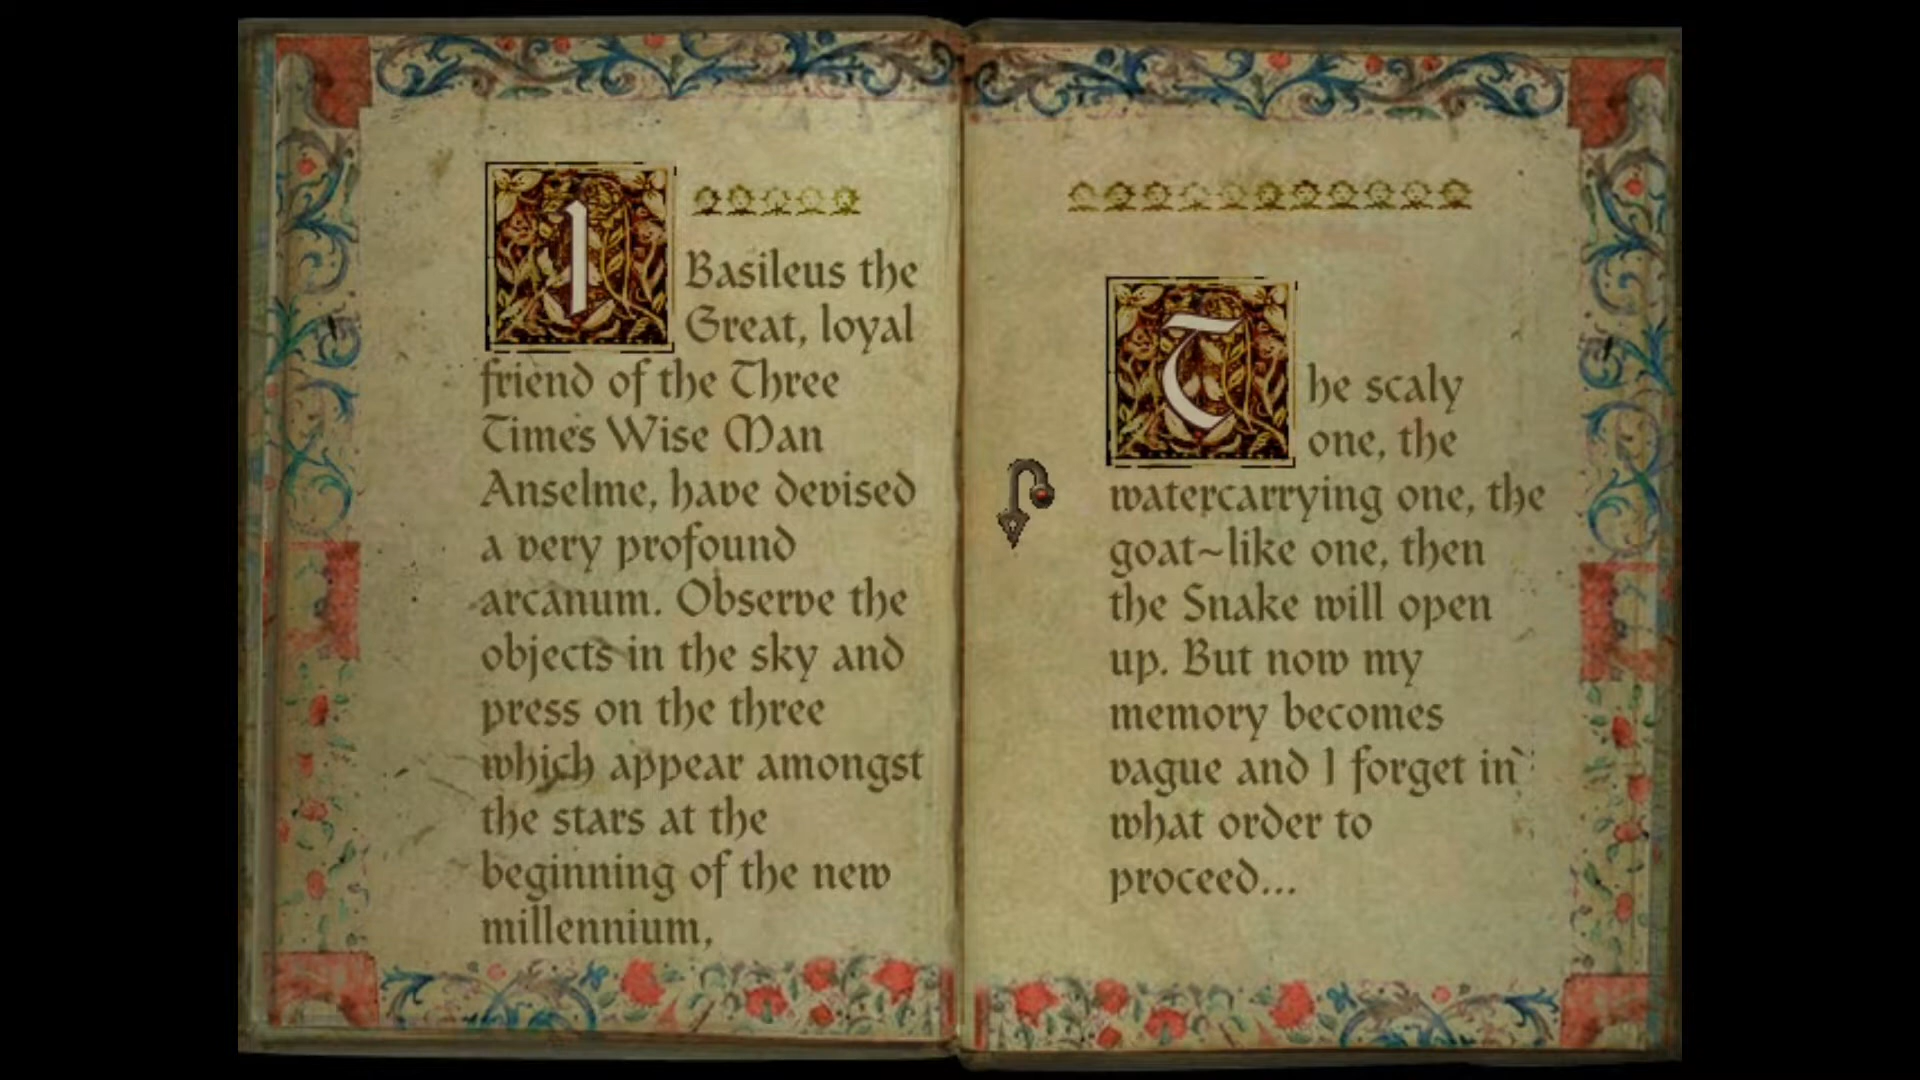 I Basileus the
Great, loyal
friend of the Three
Times Wise Man
Anselme, have devised
a very profound
arcanum. Observe the
objects in the sky and
press on the three
which appear amongst
the stars at the
beginning of the new
millennium,
The scaly
one, the
watercarrying one, the
goat~like one, then
the Snake will open
up. But now my
memory becomes
vague and I forget in
what order to
proceed...